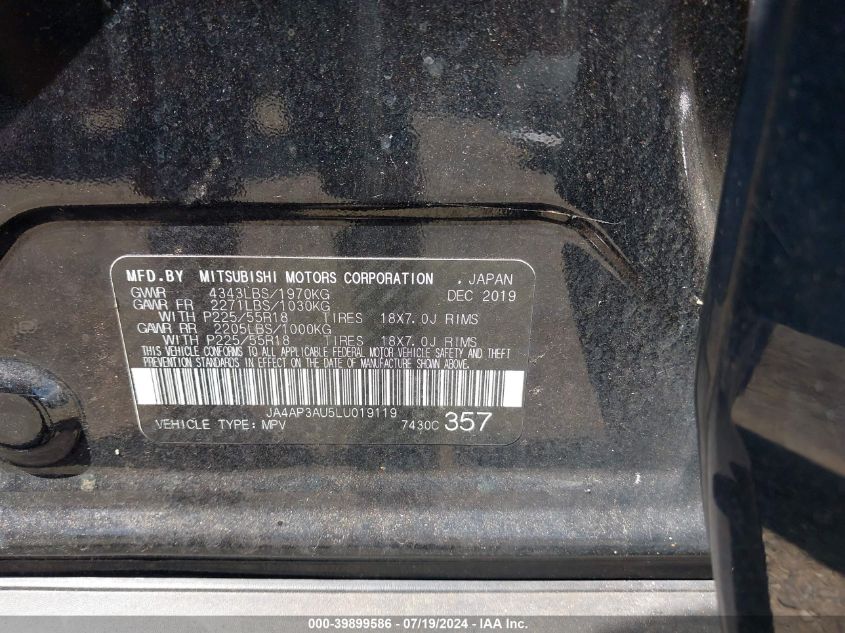 MFD.BY MITSUBISHI MOTORS CORPORATION , JAPAN
GVWR 4343LBS/1970KG DEC 2019
GAWR FR 2271LBS/1030KG
WITH P225/55R18 TIRES 18X7.0J RIMS
GAWR RR 2205LBS/1000KG
WITH P225/55R18 TIRES 18X7.0J RIMS
THIS VEHICLE CONFORMS TO ALL APPLICABLE FEDERAL MOTOR VEHICLE SAFETY AND THEFT
PREVENTION STANDARDS IN EFFECT ON THE DATE OF MANUFACTURE SHOWN ABOVE.
JA4AP3AU5LU019119
VEHICLE TYPE: MPV 7430C 357
000-39899586 - 07/19/2024 - IAA Inc.